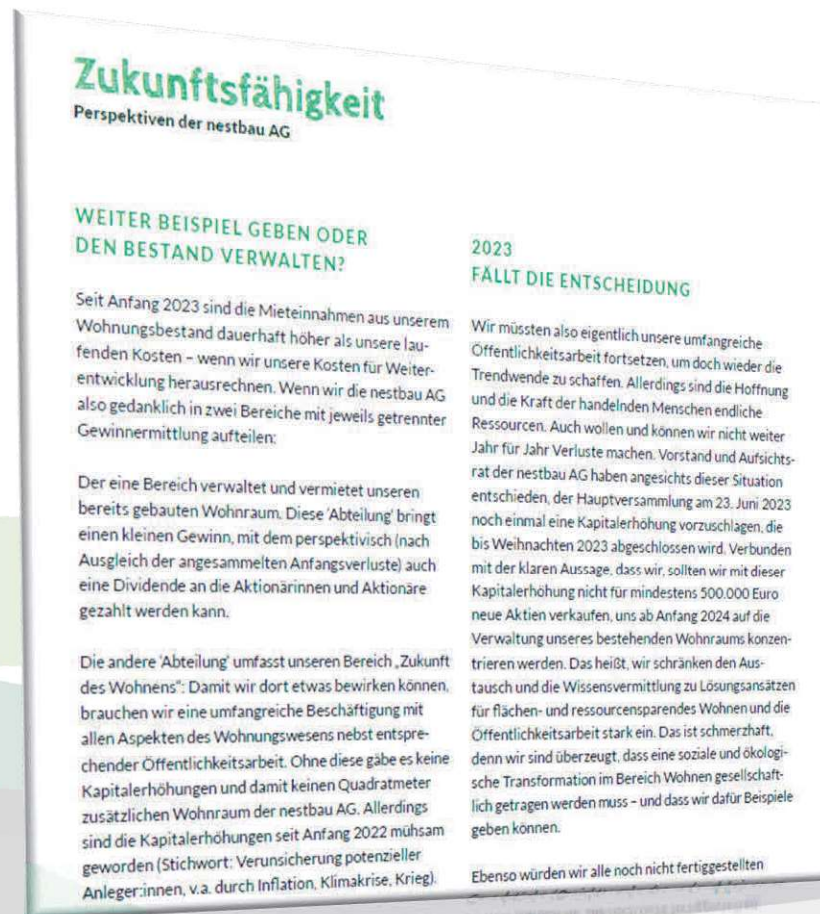 Zukunftsfähigkeit
Perspektiven der nestbau AG
WEITER BEISPIEL GEBEN ODER
DEN BESTAND VERWALTEN?
Seit Anfang 2023 sind die Mieteinnahmen aus unserem
Wohnungsbestand dauerhaft höher als unsere lau-
fenden Kosten – wenn wir unsere Kosten für Weiter-
entwicklung herausrechnen. Wenn wir die nestbau AG
also gedanklich in zwei Bereiche mit jeweils getrennter
Gewinnermittlung aufteilen:
Der eine Bereich verwaltet und vermietet unseren
bereits gebauten Wohnraum. Diese 'Abteilung' bringt
einen kleinen Gewinn, mit dem perspektivisch (nach
Ausgleich der angesammelten Anfangsverluste) auch
eine Dividende an die Aktionärinnen und Aktionäre
gezahlt werden kann.
Die andere 'Abteilung' umfasst unseren Bereich „Zukunft
des Wohnens": Damit wir dort etwas bewirken können,
brauchen wir eine umfangreiche Beschäftigung mit
allen Aspekten des Wohnungswesens nebst entspre-
chender Öffentlichkeitsarbeit. Ohne diese gäbe es keine
Kapitalerhöhungen und damit keinen Quadratmeter
zusätzlichen Wohnraum der nestbau AG. Allerdings
sind die Kapitalerhöhungen seit Anfang 2022 mühsam
geworden (Stichwort: Verunsicherung potenzieller
Anleger:innen, v.a. durch Inflation, Klimakrise, Krieg).
2023
FÄLLT DIE ENTSCHEIDUNG
Wir müssten also eigentlich unsere umfangreiche
Öffentlichkeitsarbeit fortsetzen, um doch wieder die
Trendwende zu schaffen. Allerdings sind die Hoffnung
und die Kraft der handelnden Menschen endliche
Ressourcen. Auch wollen und können wir nicht weiter
Jahr für Jahr Verluste machen. Vorstand und Aufsichts-
rat der nestbau AG haben angesichts dieser Situation
entschieden, der Hauptversammlung am 23. Juni 2023
noch einmal eine Kapitalerhöhung vorzuschlagen, die
bis Weihnachten 2023 abgeschlossen wird. Verbunden
mit der klaren Aussage, dass wir, sollten wir mit dieser
Kapitalerhöhung nicht für mindestens 500.000 Euro
neue Aktien verkaufen, uns ab Anfang 2024 auf die
Verwaltung unseres bestehenden Wohnraums konzen-
trieren werden. Das heißt, wir schränken den Aus-
tausch und die Wissensvermittlung zu Lösungsansätzen
für flächen- und ressourcensparendes Wohnen und die
Öffentlichkeitsarbeit stark ein. Das ist schmerzhaft,
denn wir sind überzeugt, dass eine soziale und ökologi-
sche Transformation im Bereich Wohnen gesellschaft-
lich getragen werden muss – und dass wir dafür Beispiele
geben können.
Ebenso würden wir alle noch nicht fertiggestellten